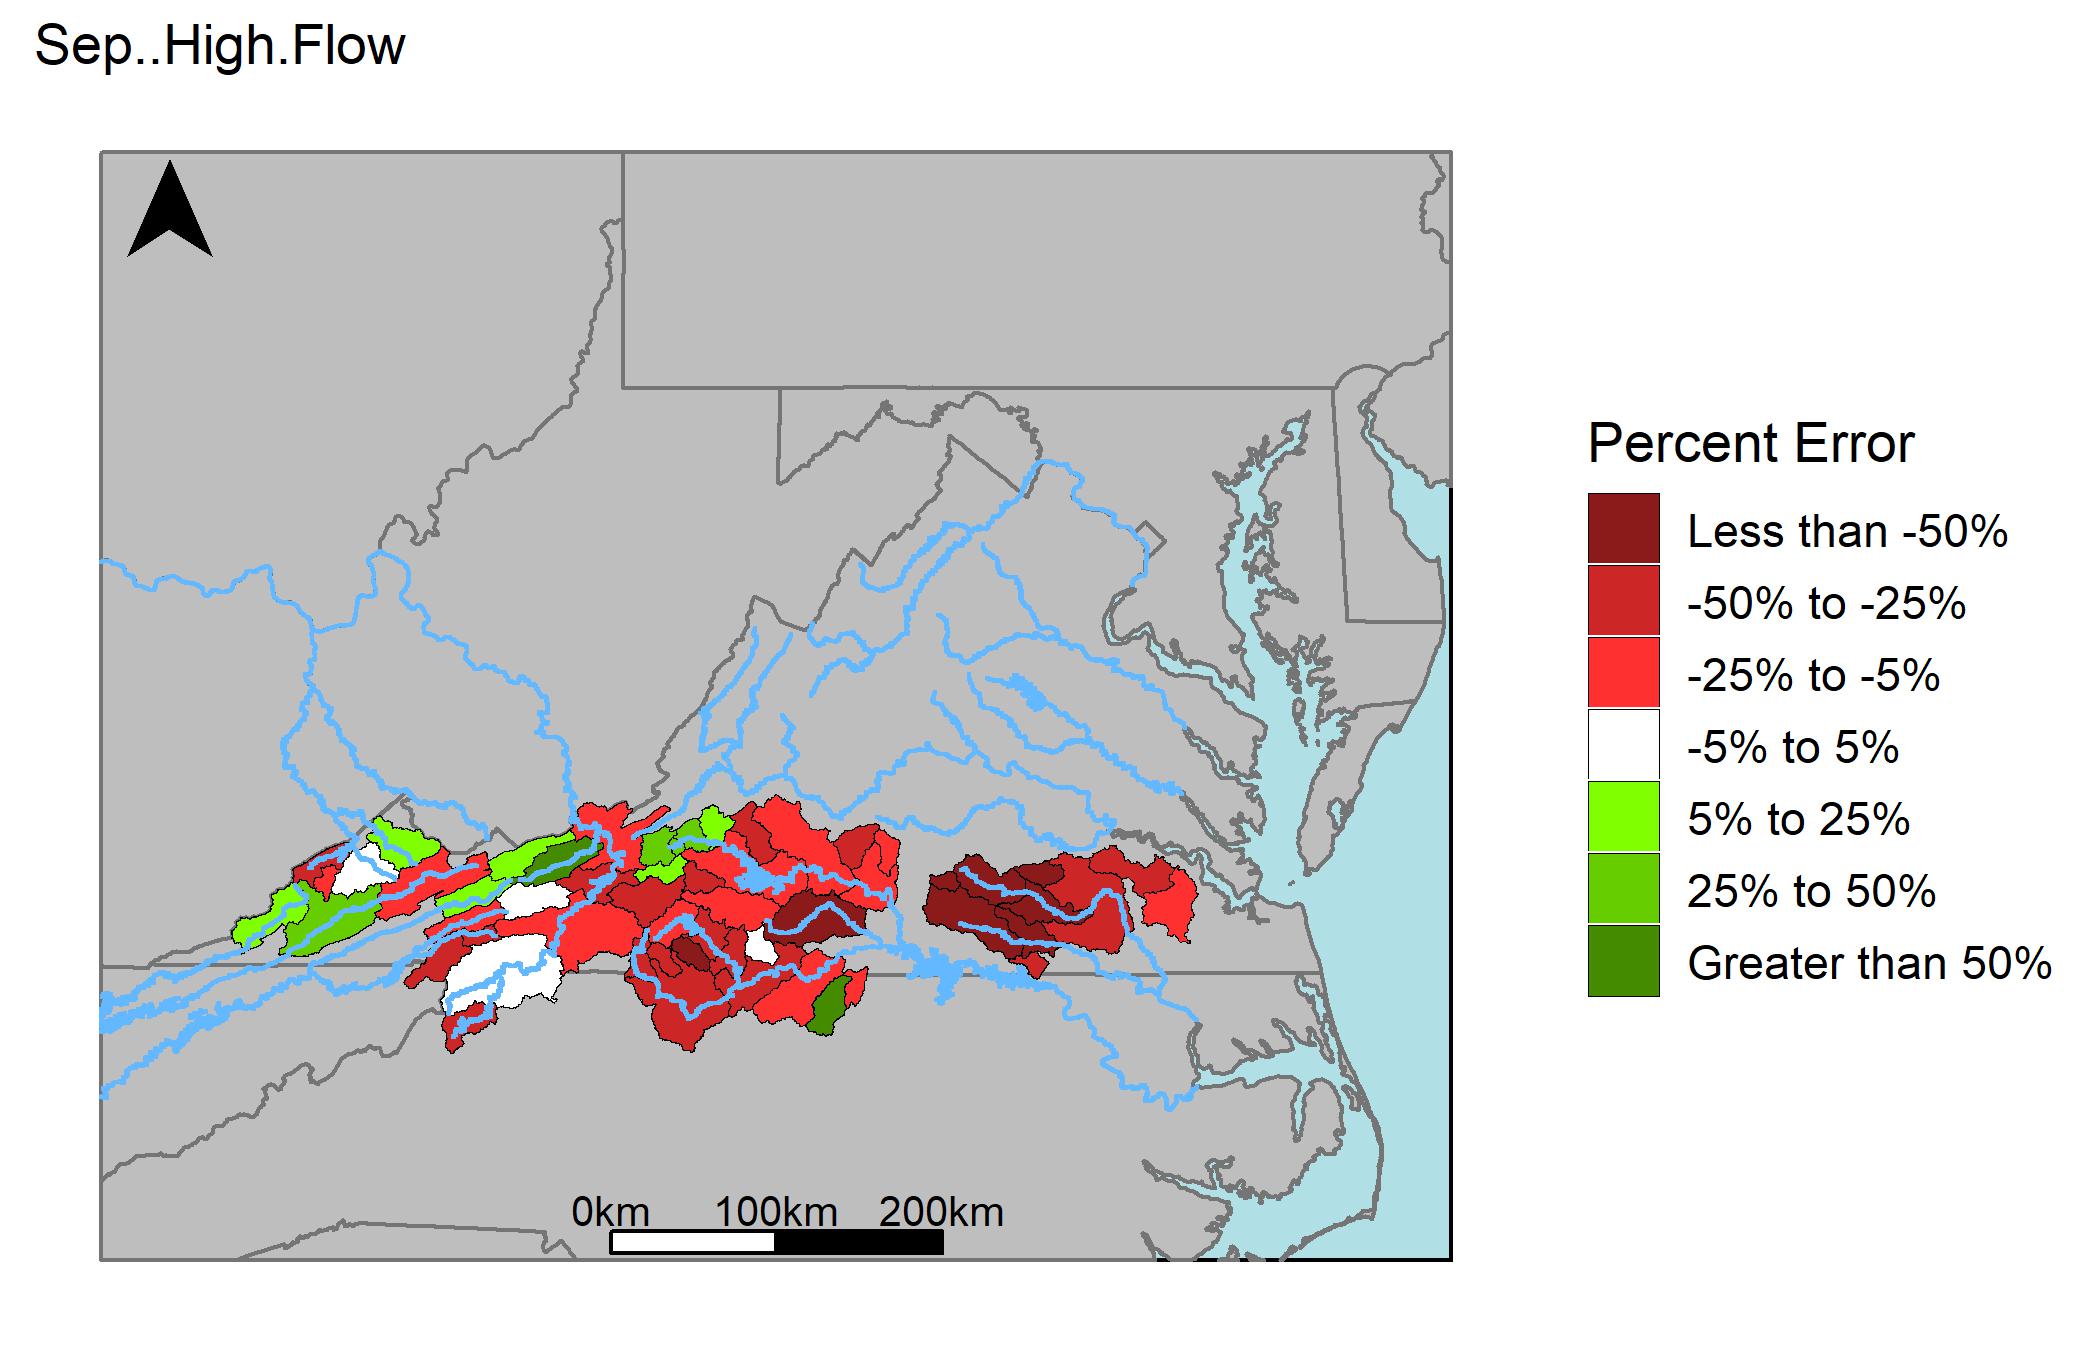 Sep..High.Flow
Percent Error
Less than -50%
-50% to -25%
-25% to -5%
-5% to 5%
5% to 25%
25% to 50%
Greater than 50%
0km 100km 200km